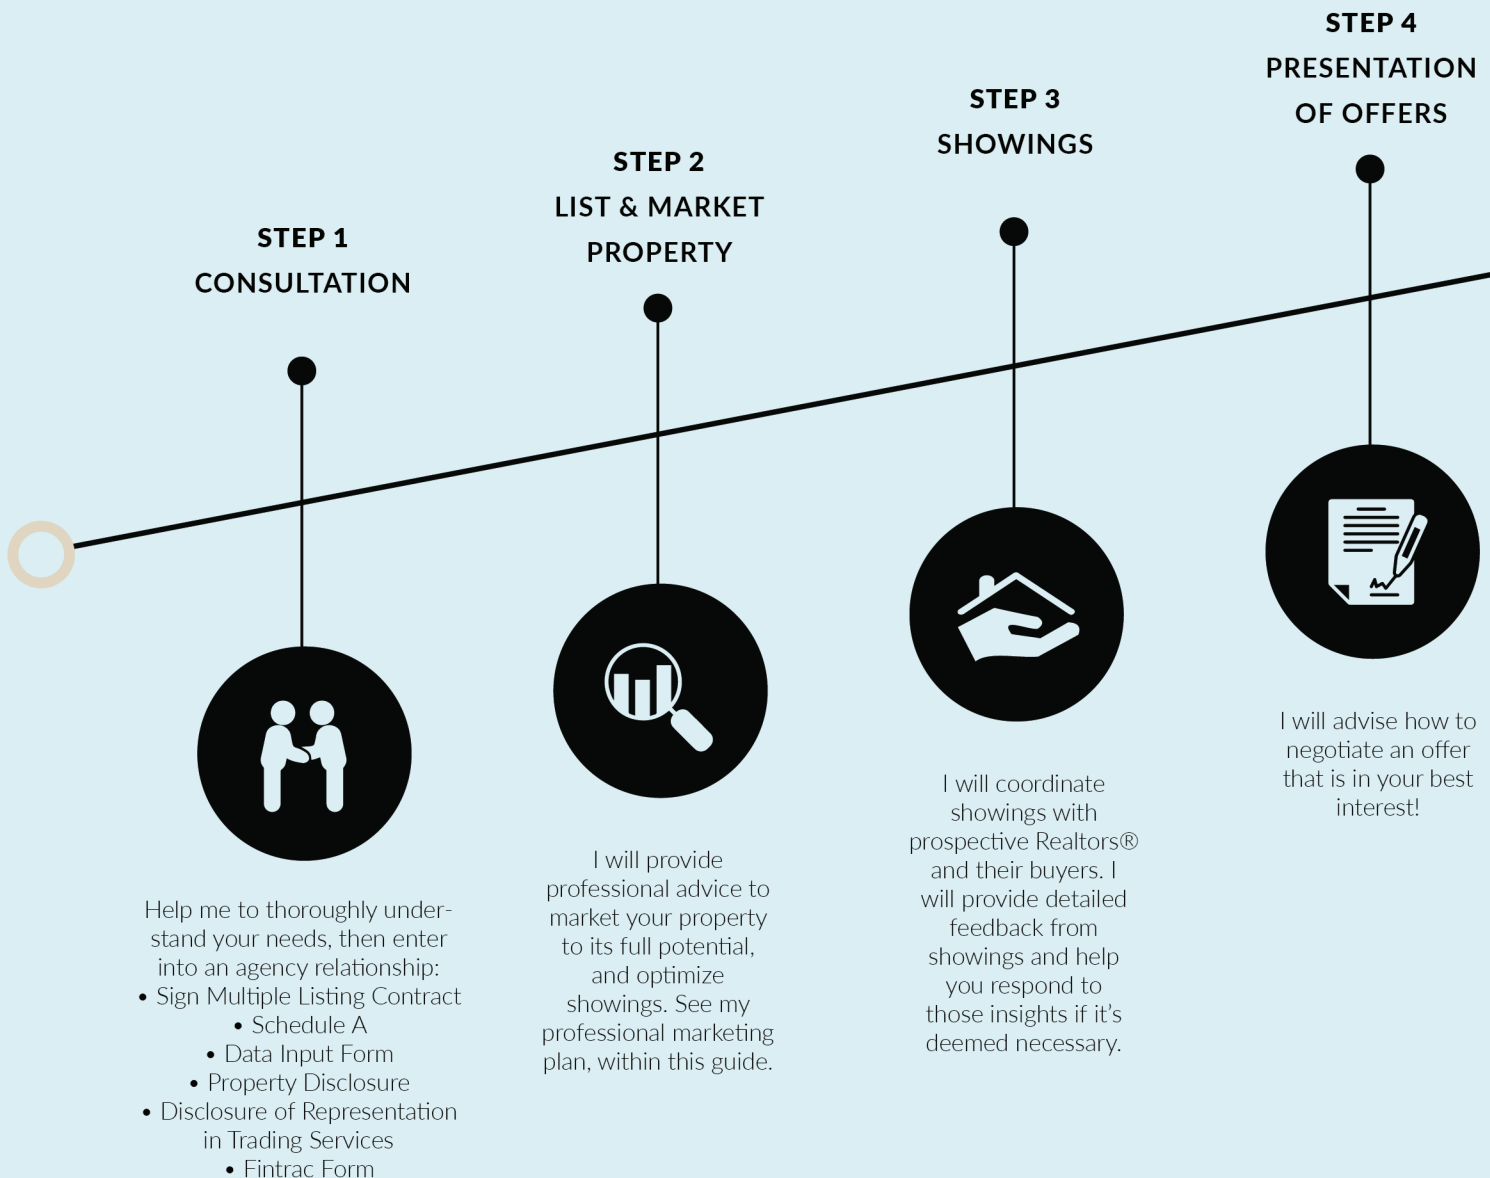 STEP 1
CONSULTATION
Help me to thoroughly under-
stand your needs, then enter
into an agency relationship:
• Sign Multiple Listing Contract
• Schedule A
• Data Input Form
• Property Disclosure
• Disclosure of Representation
in Trading Services
• Fintrac Form
STEP 2
LIST & MARKET
PROPERTY
I will provide
professional advice to
market your property
to its full potential,
and optimize
showings. See my
professional marketing
plan, within this guide.
STEP 3
SHOWINGS
I will coordinate
showings with
prospective Realtors®
and their buyers. I
will provide detailed
feedback from
showings and help
you respond to
those insights if it’s
deemed necessary.
STEP 4
PRESENTATION
OF OFFERS
I will advise how to
negotiate an offer
that is in your best
interest!